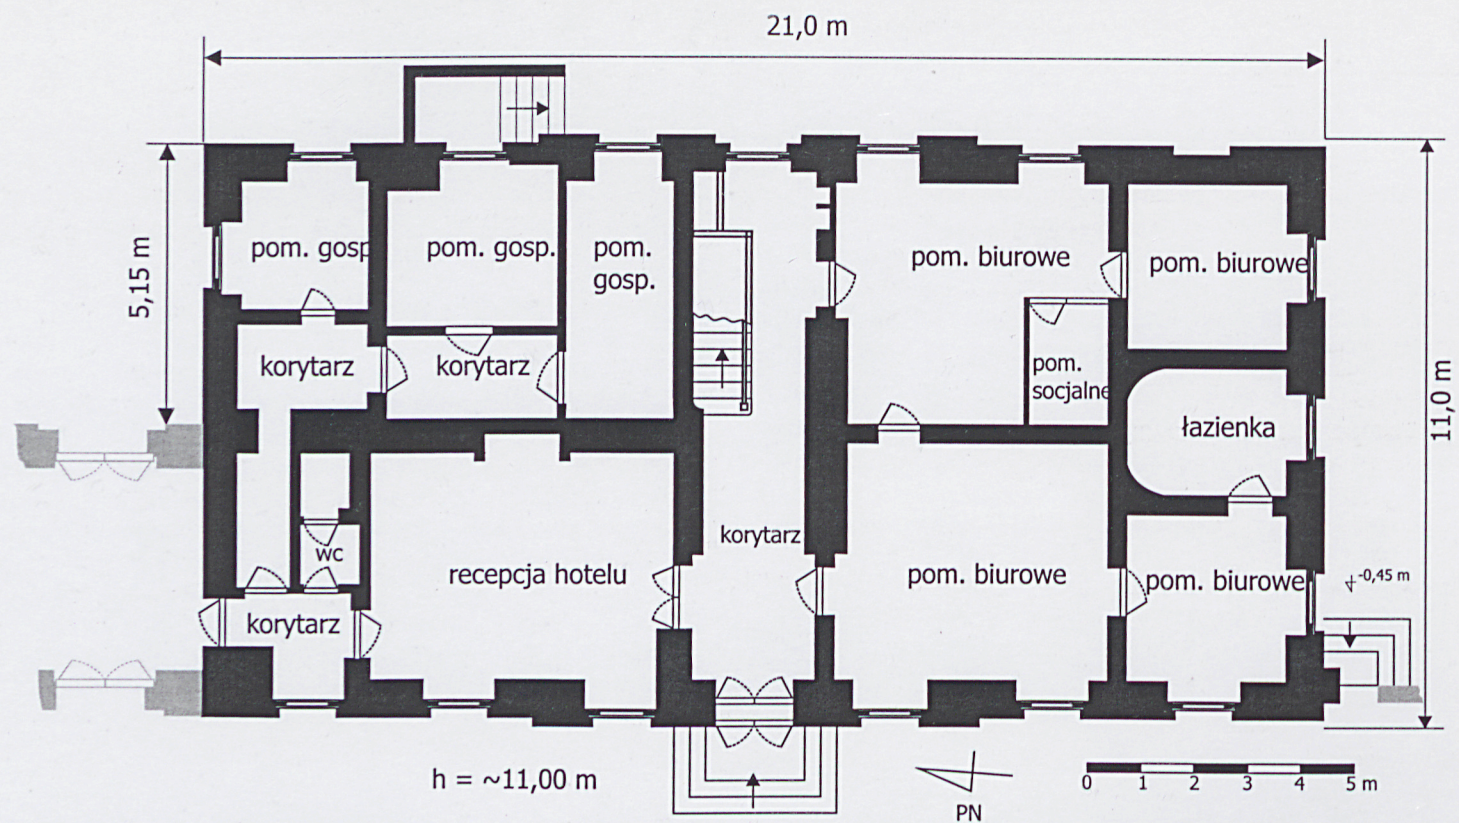 21,0 m
5,15 m
pom. gosp
pom. gosp.
pom.
gosp.
pom. biurowe
pom. biurowe
korytarz
korytarz
pom.
socjalne
łazienka
11,0 m
korytarz
wc
recepcja hotelu
pom. biurowe
pom. biurowe
-0,45 m
korytarz
h = ~11,00 m
PN
0 1 2 3 4 5 m